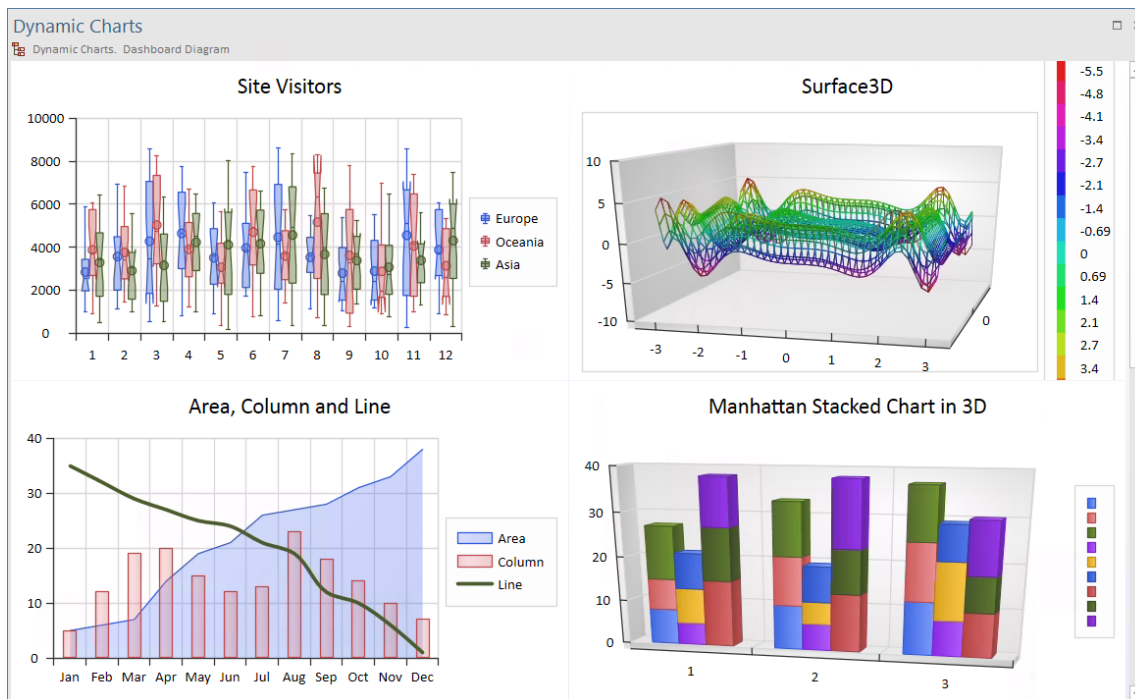 Dynamic Charts
Dynamic Charts. Dashboard Diagram
Site Visitors
10000
8000
6000
4000
2000
0
1 2 3 4 5 6 7 8 9 10 11 12
Europe
Oceania
Asia
Surface3D
10
5
0
-5
-10
-3 -2 -1 0 1 2 3
0
-5.5
-4.8
-4.1
-3.4
-2.7
-2.1
-1.4
-0.69
0
0.69
1.4
2.1
2.7
3.4
Area, Column and Line
40
30
20
10
0
Jan Feb Mar Apr May Jun Jul Aug Sep Oct Nov Dec
Area
Column
Line
Manhattan Stacked Chart in 3D
40
30
20
10
0
1 2 3